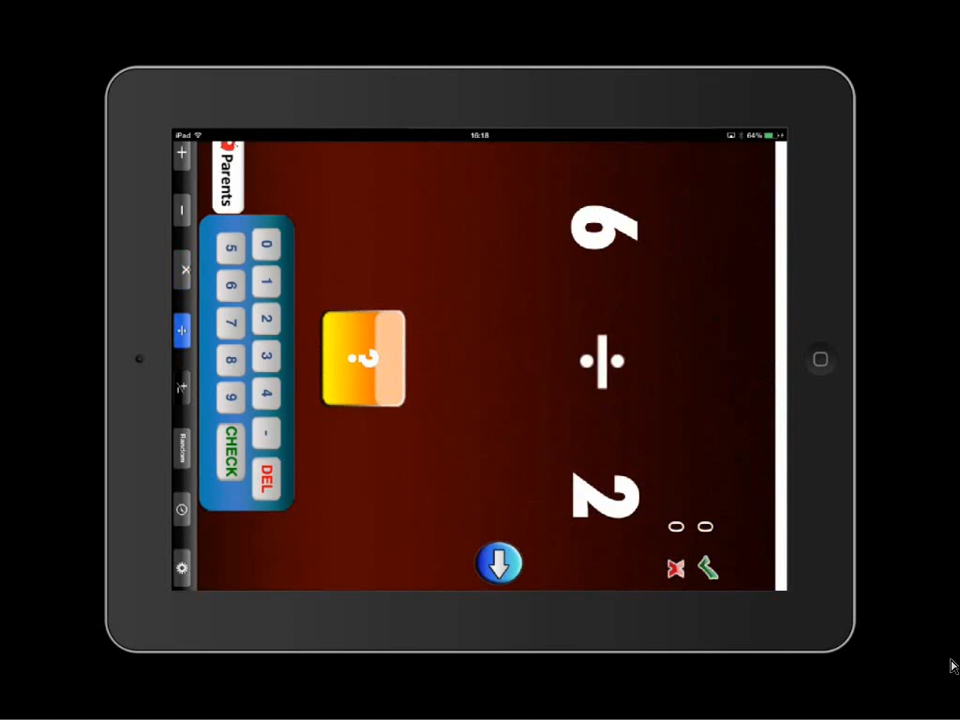 iPad 16:18 64%
6 ÷ 2
0
0
?
Parents
0 1 2 3 4 - DEL
5 6 7 8 9 CHECK
+ − × ÷ Random